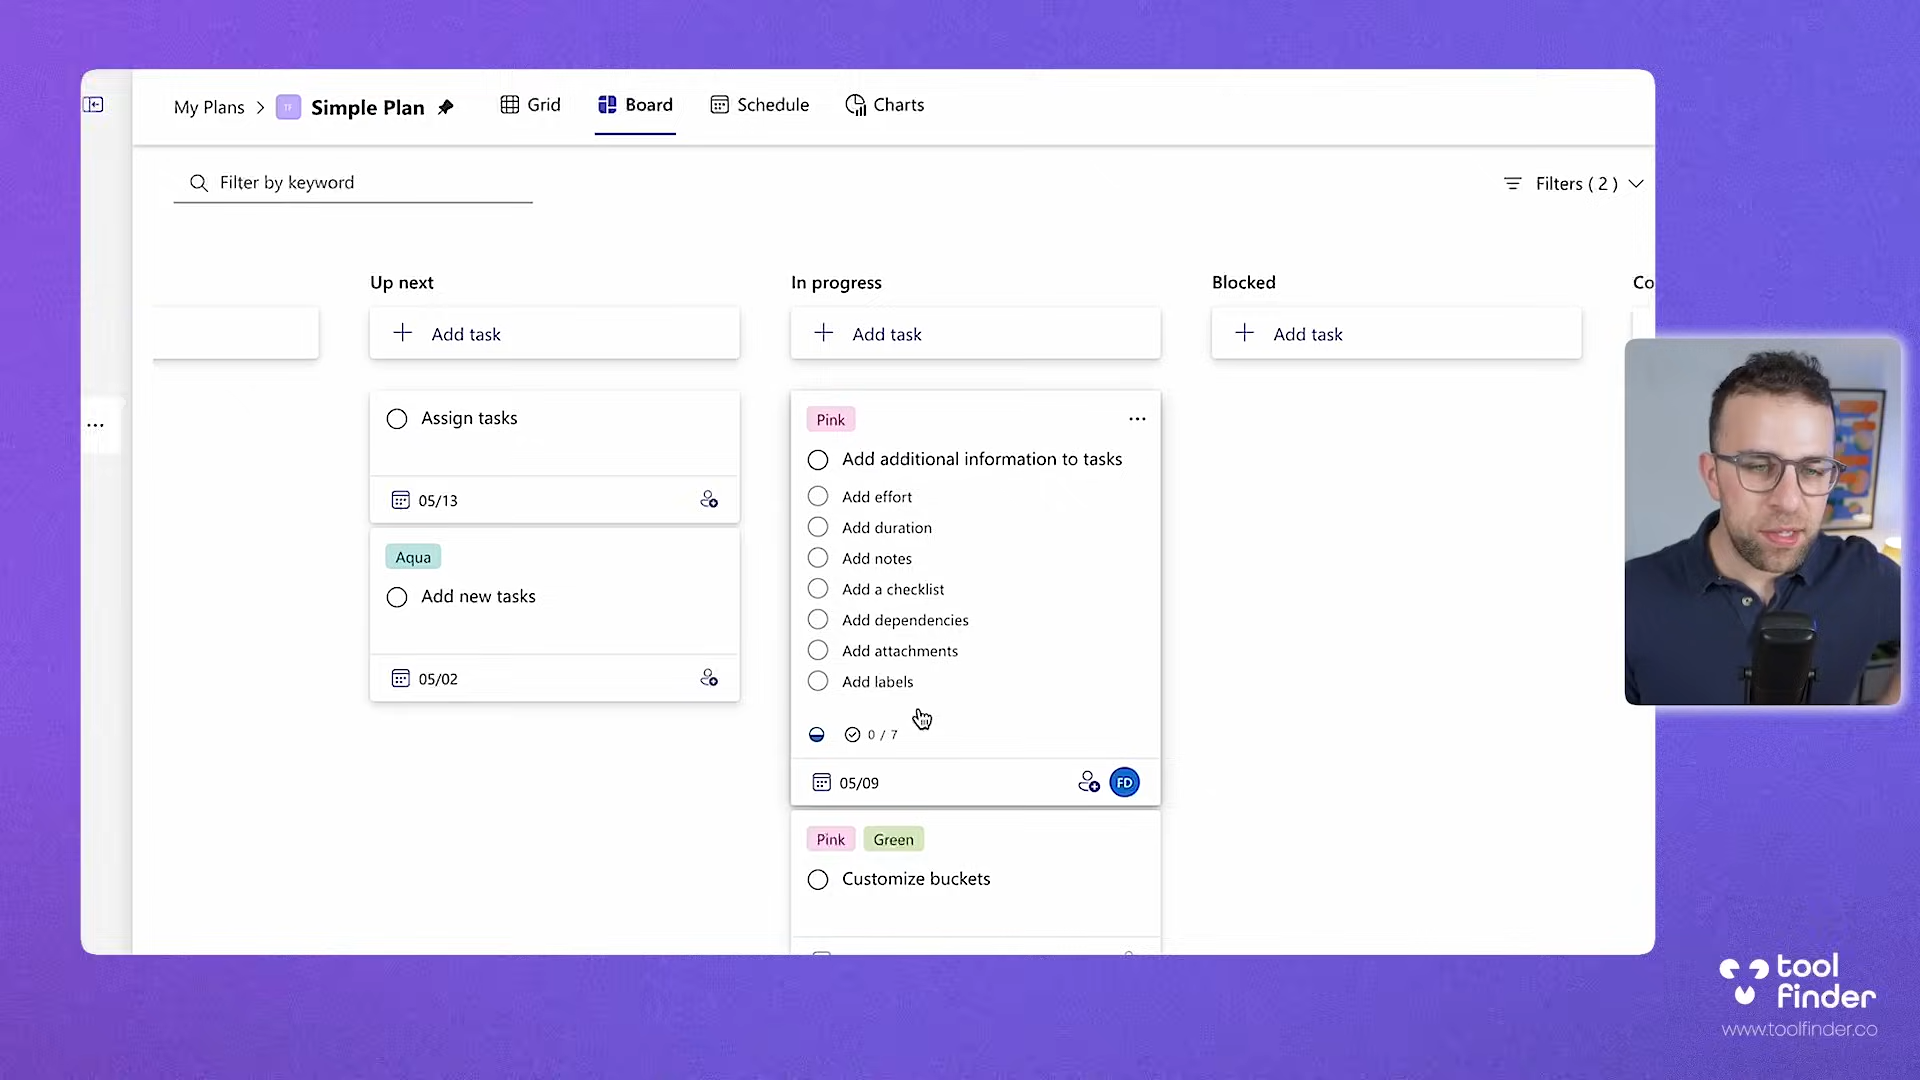 My Plans > TF Simple Plan
Grid
Board
Schedule
Charts
Filter by keyword
Filters ( 2 )
Up next
Add task
Assign tasks
05/13
Aqua
Add new tasks
05/02
In progress
Add task
Pink
Add additional information to tasks
Add effort
Add duration
Add notes
Add a checklist
Add dependencies
Add attachments
Add labels
0 / 7
05/09
FD
Pink Green
Customize buckets
Blocked
Add task
Co
tool
finder
www.toolfinder.co